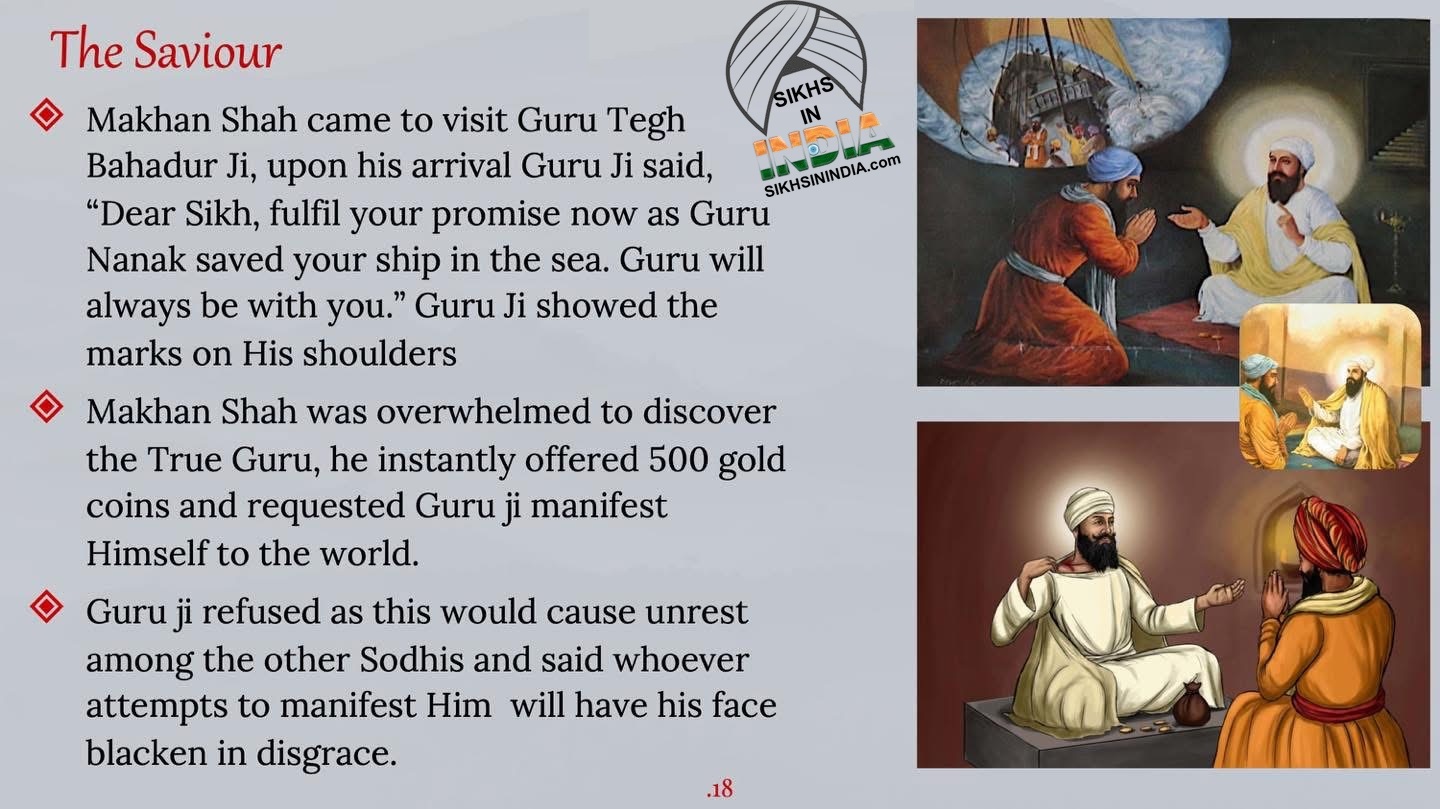 The Saviour
SIKHS
IN
INDIA
SIKHSININDIA.com
Makhan Shah came to visit Guru Tegh
Bahadur Ji, upon his arrival Guru Ji said,
“Dear Sikh, fulfil your promise now as Guru
Nanak saved your ship in the sea. Guru will
always be with you.” Guru Ji showed the
marks on His shoulders
Makhan Shah was overwhelmed to discover
the True Guru, he instantly offered 500 gold
coins and requested Guru ji manifest
Himself to the world.
Guru ji refused as this would cause unrest
among the other Sodhis and said whoever
attempts to manifest Him  will have his face
blacken in disgrace.
.18